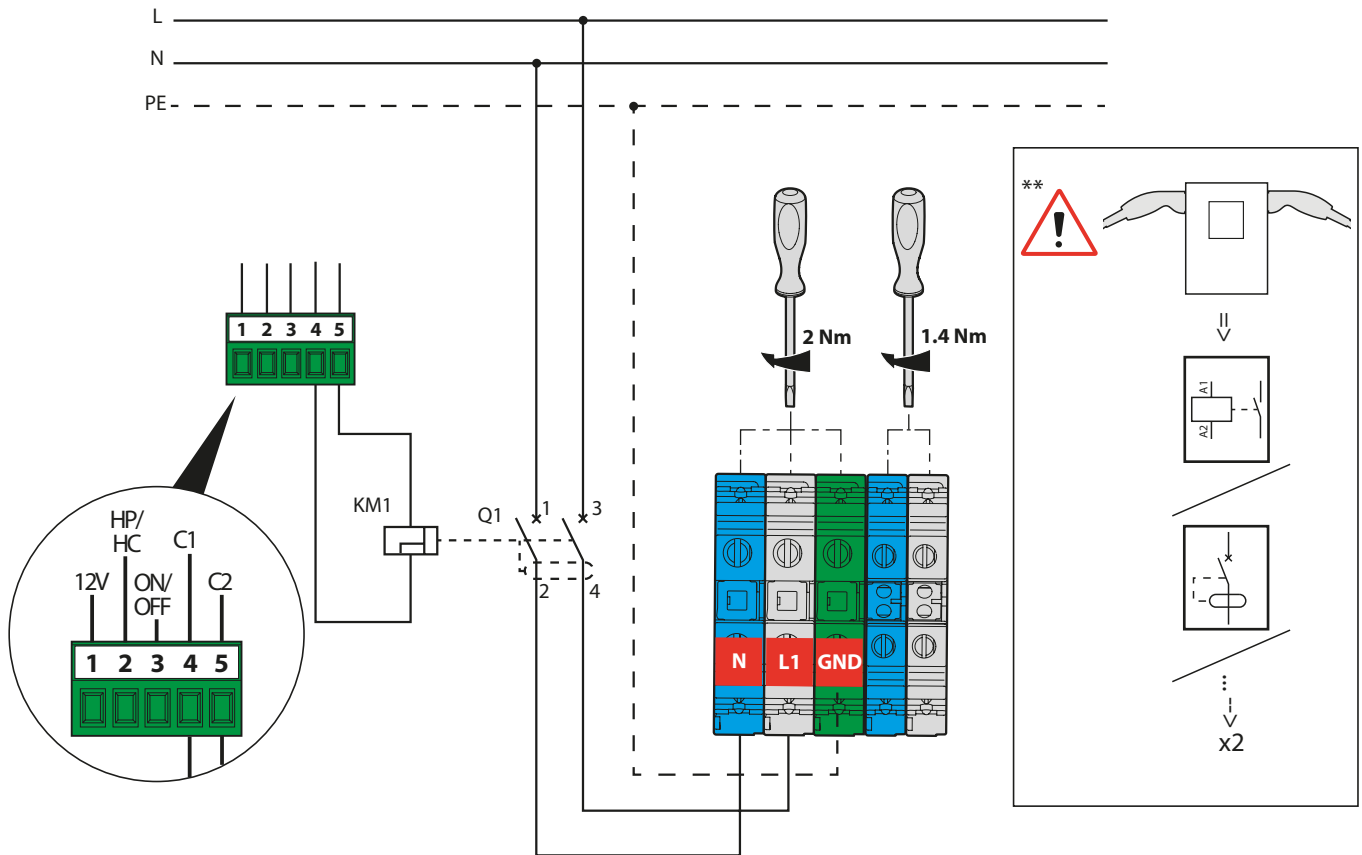 L
N
PE
**
!
2 Nm
1.4 Nm
1 2 3 4 5
A1
A2
KM1
Q1
1
3
2
4
HP/
HC
C1
12V
ON/
OFF
C2
1 2 3 4 5
N
L1
GND
...
x2